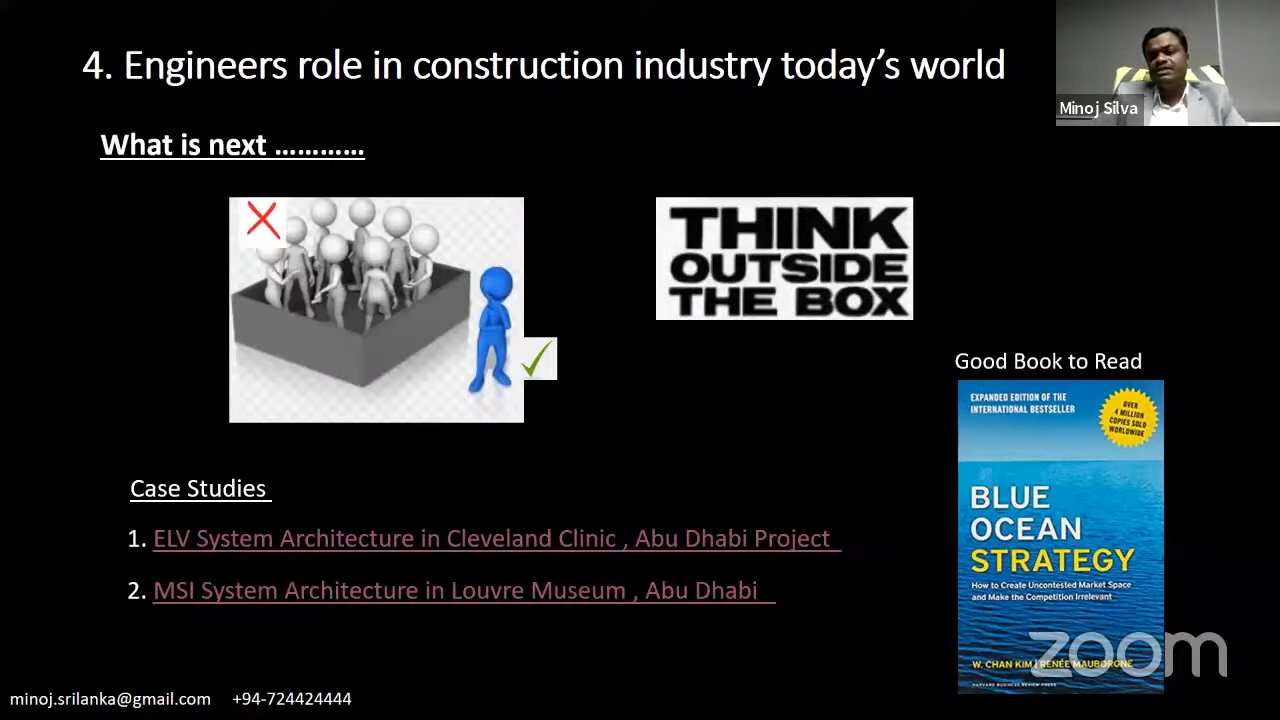 4. Engineers role in construction industry today’s world
Minoj Silva
What is next …………
THINK
OUTSIDE
THE BOX
Good Book to Read
EXPANDED EDITION OF THE
INTERNATIONAL BESTSELLER
OVER
4 MILLION
COPIES SOLD
WORLDWIDE
BLUE
OCEAN
STRATEGY
How to Create Uncontested Market Space
and Make the Competition Irrelevant
W. CHAN KIM | RENÉE MAUBORGNE
HARVARD BUSINESS REVIEW PRESS
Case Studies
1. ELV System Architecture in Cleveland Clinic , Abu Dhabi Project
2. MSI System Architecture in Louvre Museum , Abu Dhabi
zoom
minoj.srilanka@gmail.com +94-724424444